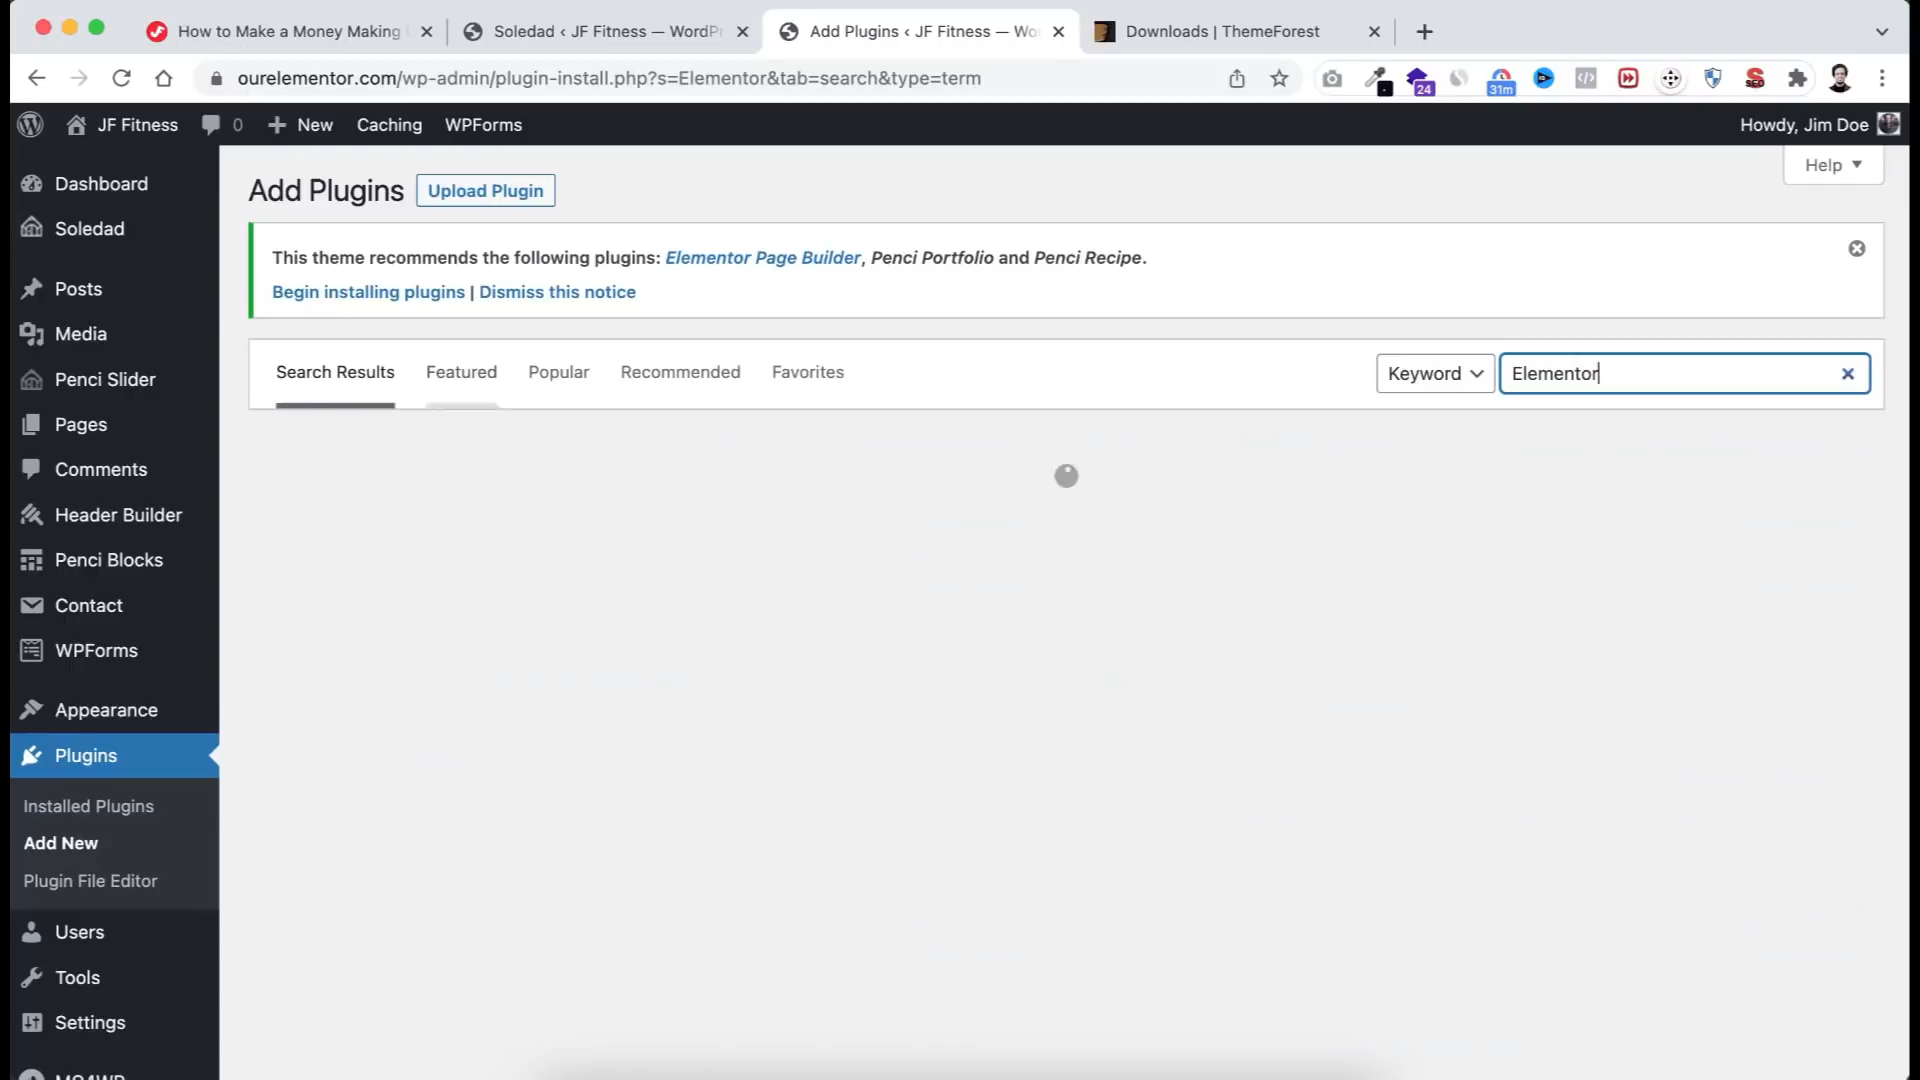 How to Make a Money Making
Soledad ‹ JF Fitness — WordPr
Add Plugins ‹ JF Fitness — Wo
Downloads | ThemeForest
ourelementor.com/wp-admin/plugin-install.php?s=Elementor&tab=search&type=term
24
31m
SEO
JF Fitness
0
New
Caching
WPForms
Howdy, Jim Doe
Help
Dashboard
Soledad
Posts
Media
Penci Slider
Pages
Comments
Header Builder
Penci Blocks
Contact
WPForms
Appearance
Plugins
Installed Plugins
Add New
Plugin File Editor
Users
Tools
Settings
MC4WP
Add Plugins
Upload Plugin
This theme recommends the following plugins: Elementor Page Builder, Penci Portfolio and Penci Recipe.
Begin installing plugins | Dismiss this notice
Search Results
Featured
Popular
Recommended
Favorites
Keyword
Elementor